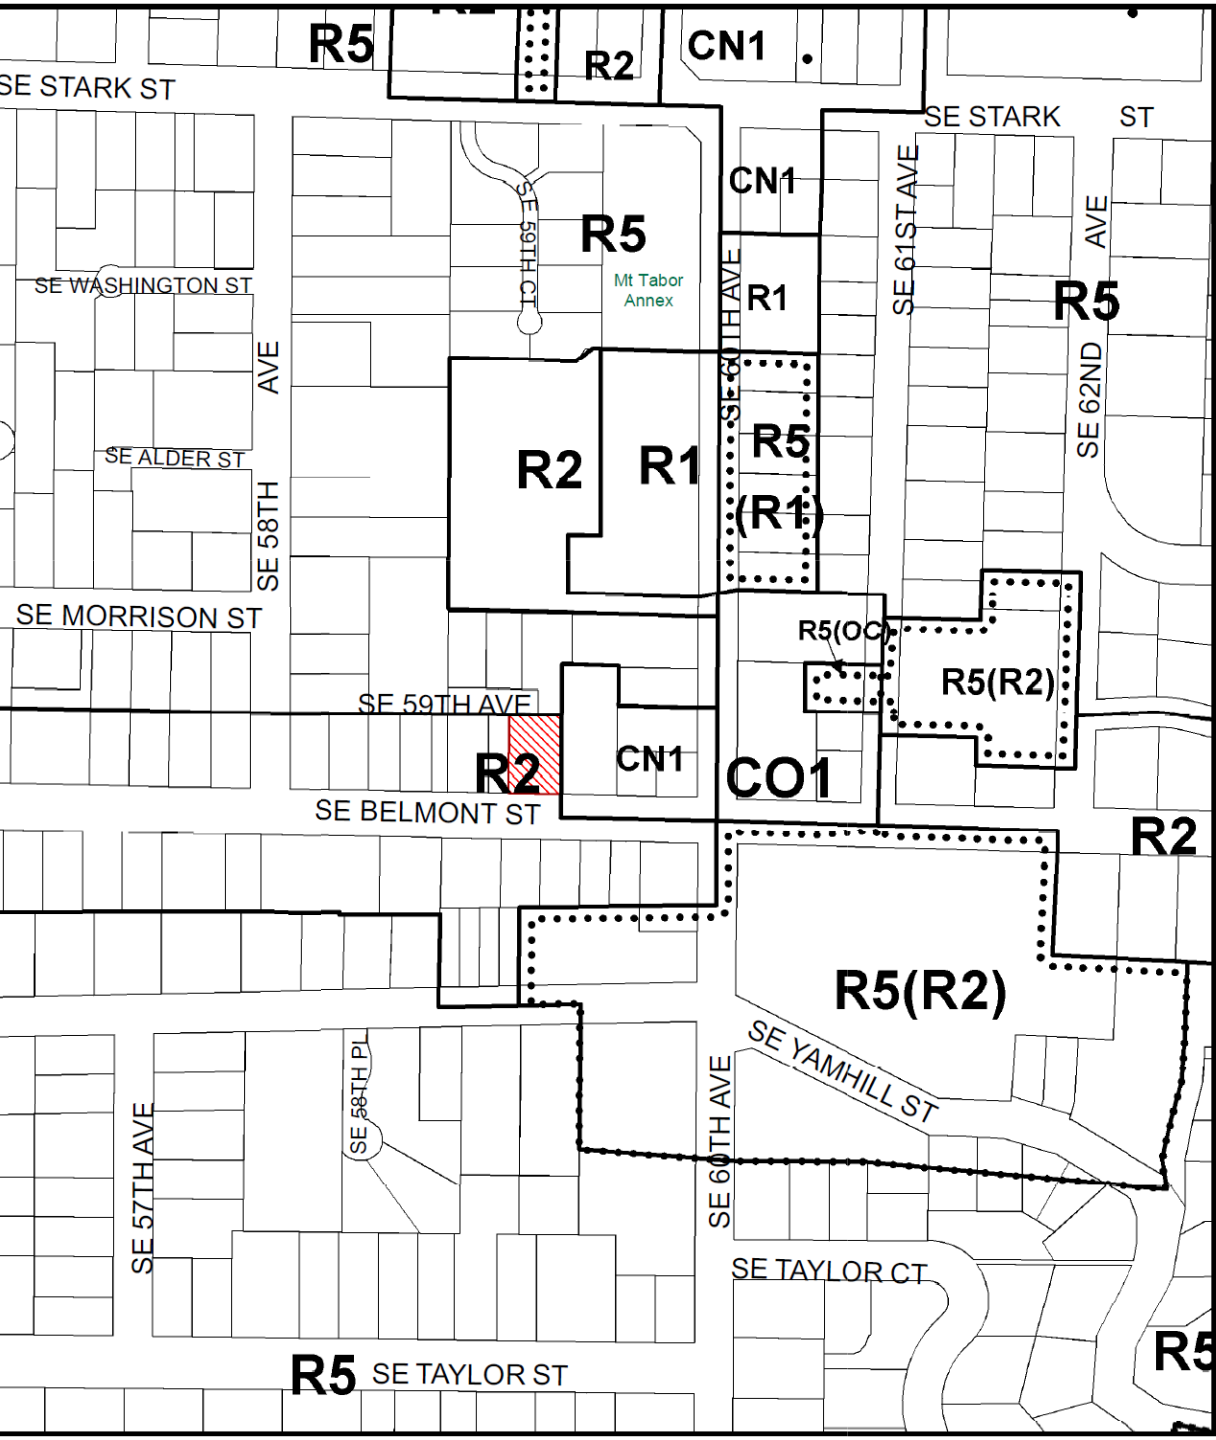 R2
R5
R2
CN1
SE STARK ST
SE STARK ST
CN1
SE 61ST AVE
AVE
SE 59TH CT
R5
SE WASHINGTON ST
Mt Tabor
Annex
SE 60TH AVE
R1
R5
AVE
SE 62ND
R5
(R1)
SE ALDER ST
R2
R1
SE 58TH
SE MORRISON ST
R5(OC)
R5(R2)
SE 59TH AVE
R2
CN1
CO1
SE BELMONT ST
R2
R5(R2)
SE YAMHILL ST
SE 58TH PL
SE 60TH AVE
SE 57TH AVE
SE TAYLOR CT
R5
SE TAYLOR ST
R5